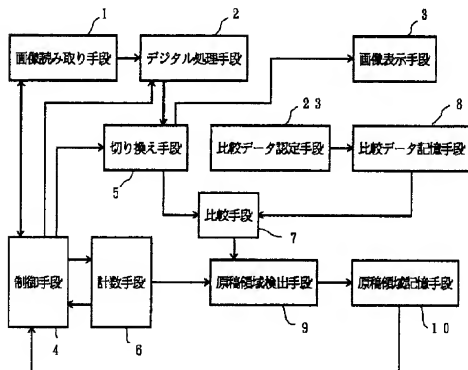 1
2
3
画像読み取り手段
デジタル処理手段
画像表示手段
23
8
切り換え手段
比較データ認定手段
比較データ記憶手段
5
比較手段
7
制御手段
計数手段
原稿領域検出手段
原稿領域記憶手段
4
6
9
10